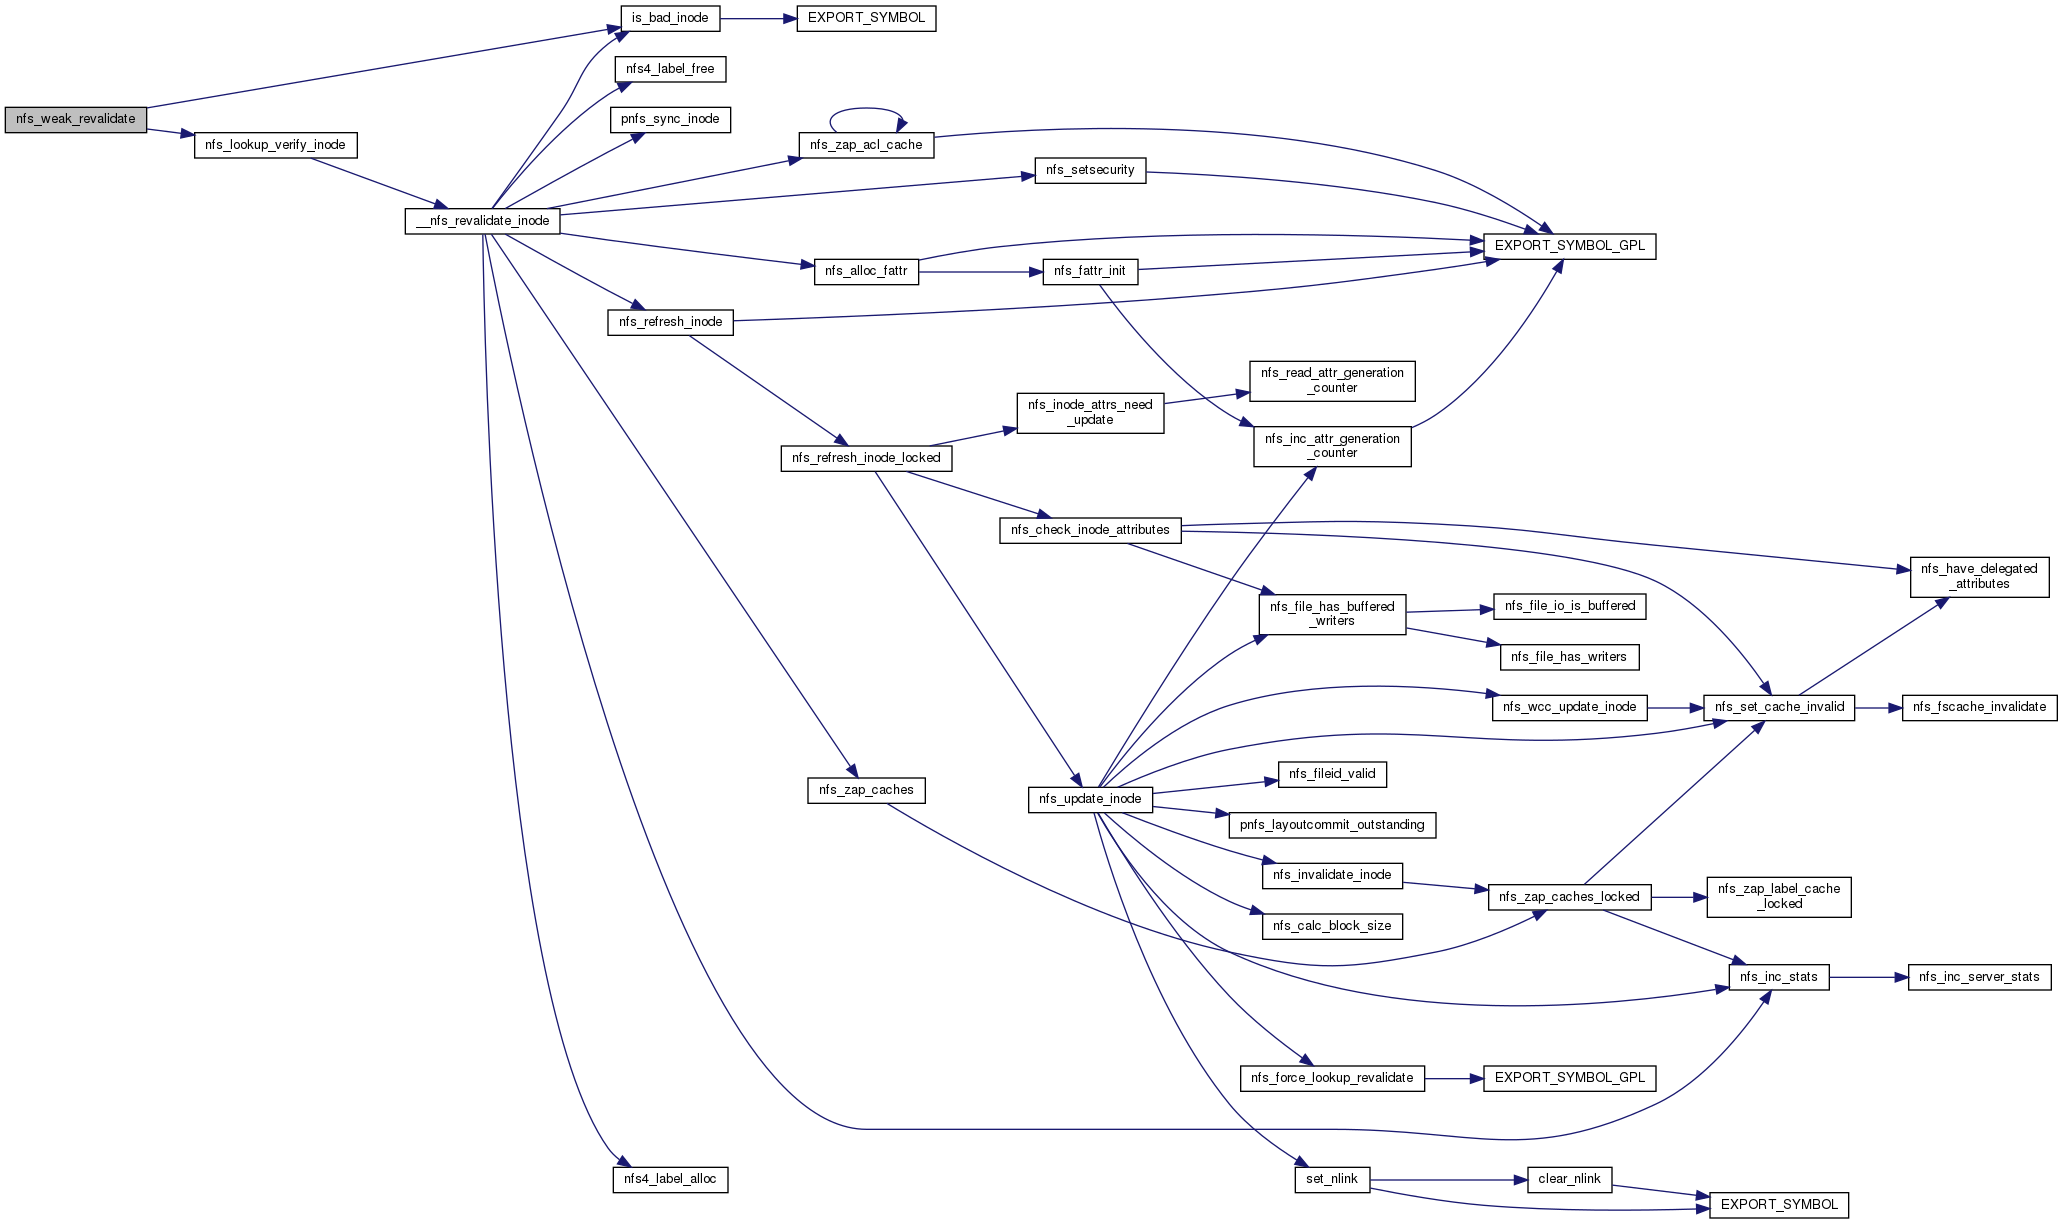 is_bad_inode
EXPORT_SYMBOL
nfs4_label_free
nfs_weak_revalidate
pnfs_sync_inode
nfs_lookup_verify_inode
nfs_zap_acl_cache
nfs_setsecurity
__nfs_revalidate_inode
EXPORT_SYMBOL_GPL
nfs_alloc_fattr
nfs_fattr_init
nfs_refresh_inode
nfs_read_attr_generation
_counter
nfs_inode_attrs_need
_update
nfs_inc_attr_generation
_counter
nfs_refresh_inode_locked
nfs_check_inode_attributes
nfs_have_delegated
_attributes
nfs_file_has_buffered
_writers
nfs_file_io_is_buffered
nfs_file_has_writers
nfs_wcc_update_inode
nfs_set_cache_invalid
nfs_fscache_invalidate
nfs_fileid_valid
nfs_zap_caches
nfs_update_inode
pnfs_layoutcommit_outstanding
nfs_invalidate_inode
nfs_zap_caches_locked
nfs_zap_label_cache
_locked
nfs_calc_block_size
nfs_inc_stats
nfs_inc_server_stats
nfs_force_lookup_revalidate
EXPORT_SYMBOL_GPL
nfs4_label_alloc
set_nlink
clear_nlink
EXPORT_SYMBOL